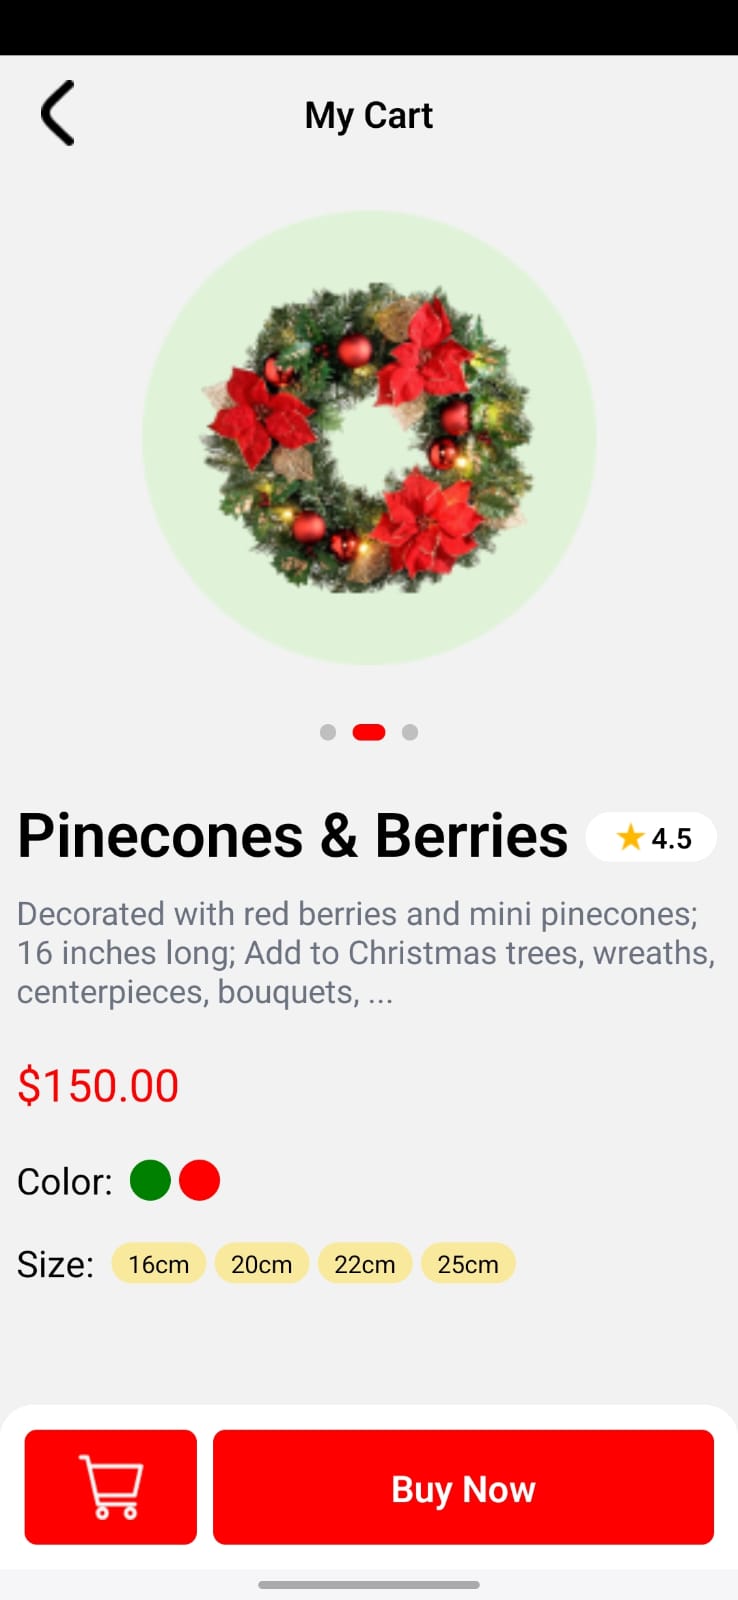 My Cart
Pinecones & Berries
4.5
Decorated with red berries and mini pinecones;
16 inches long; Add to Christmas trees, wreaths,
centerpieces, bouquets, ...
$150.00
Color:
Size: 16cm 20cm 22cm 25cm
Buy Now